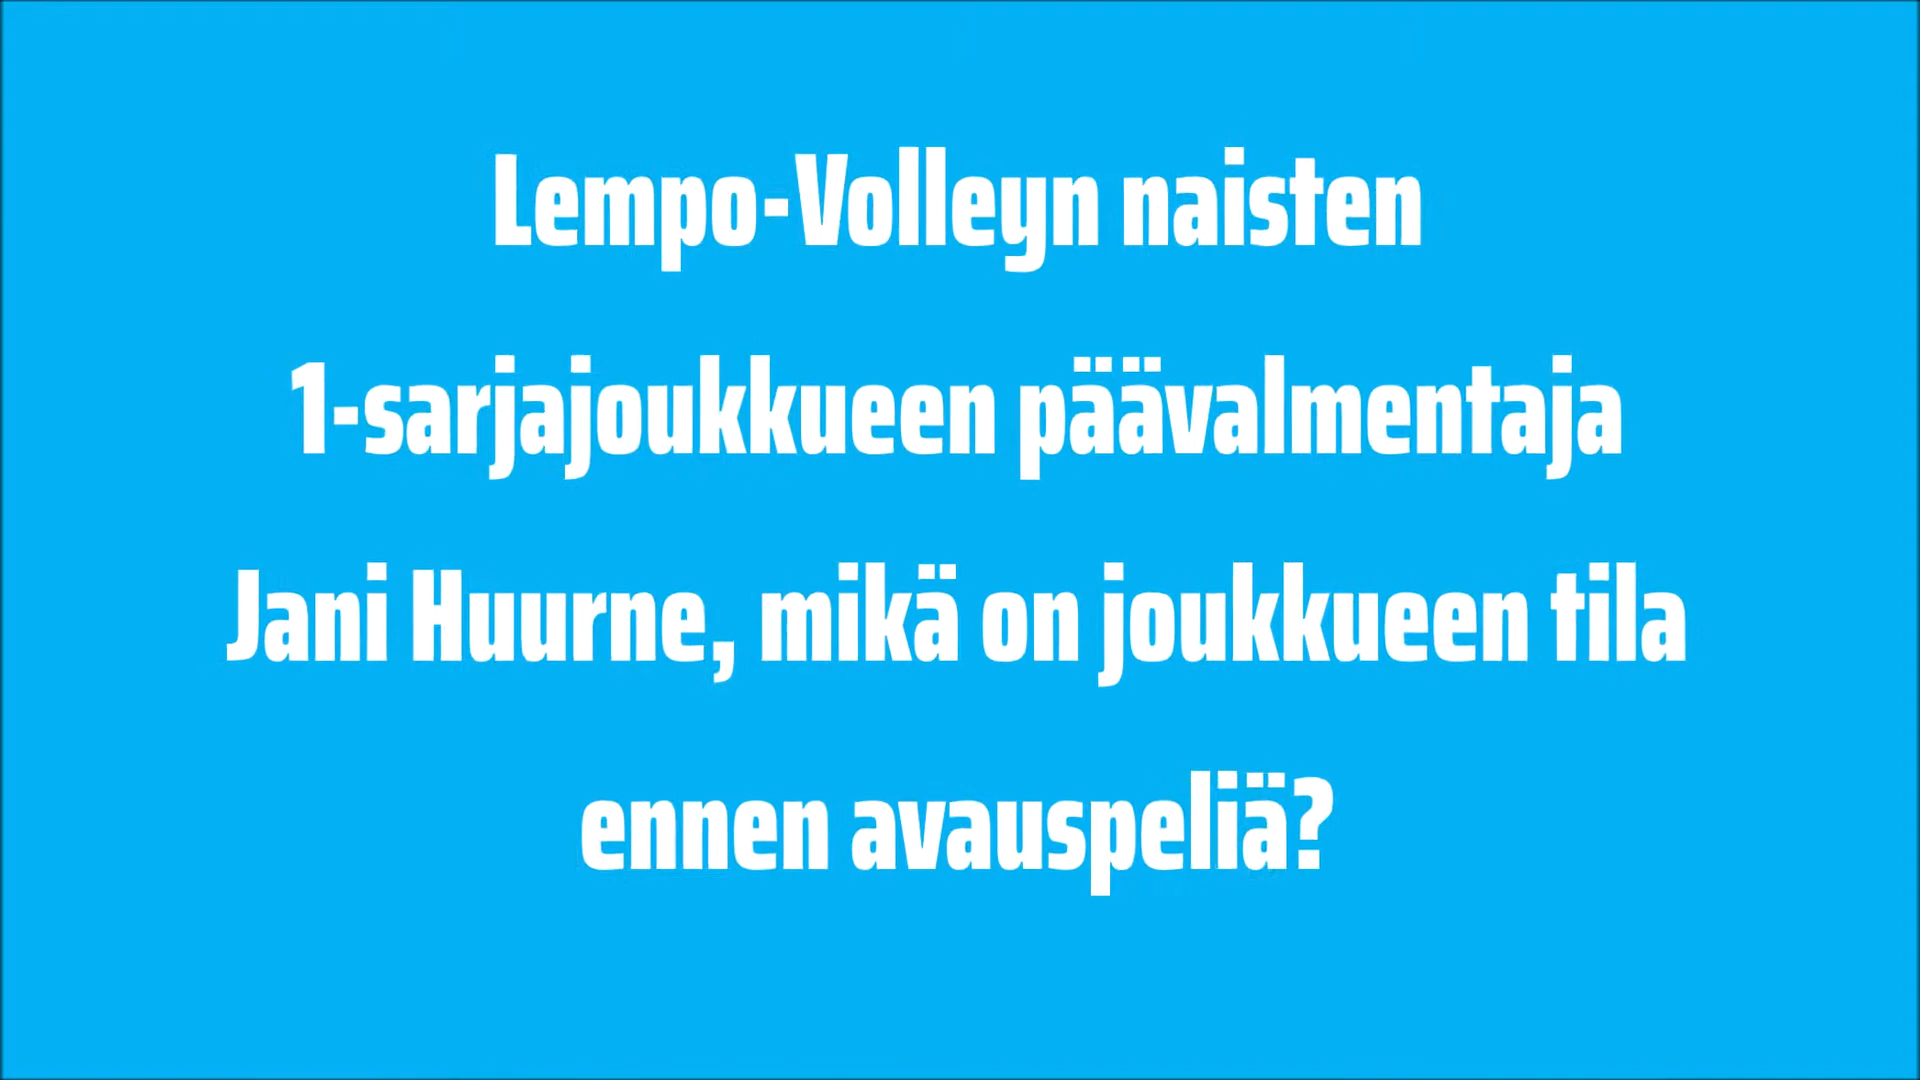 Lempo-Volleyn naisten
1-sarjajoukkueen päävalmentaja
Jani Huurne, mikä on joukkueen tila
ennen avauspeliä?